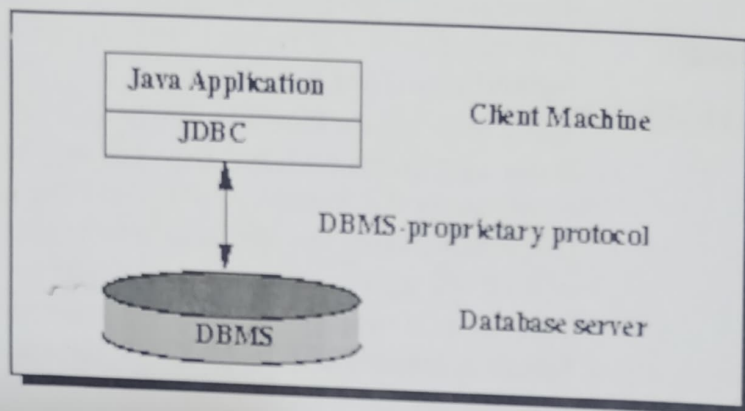 Java Application
JDBC
Client Machine
DBMS-proprietary protocol
DBMS
Database server